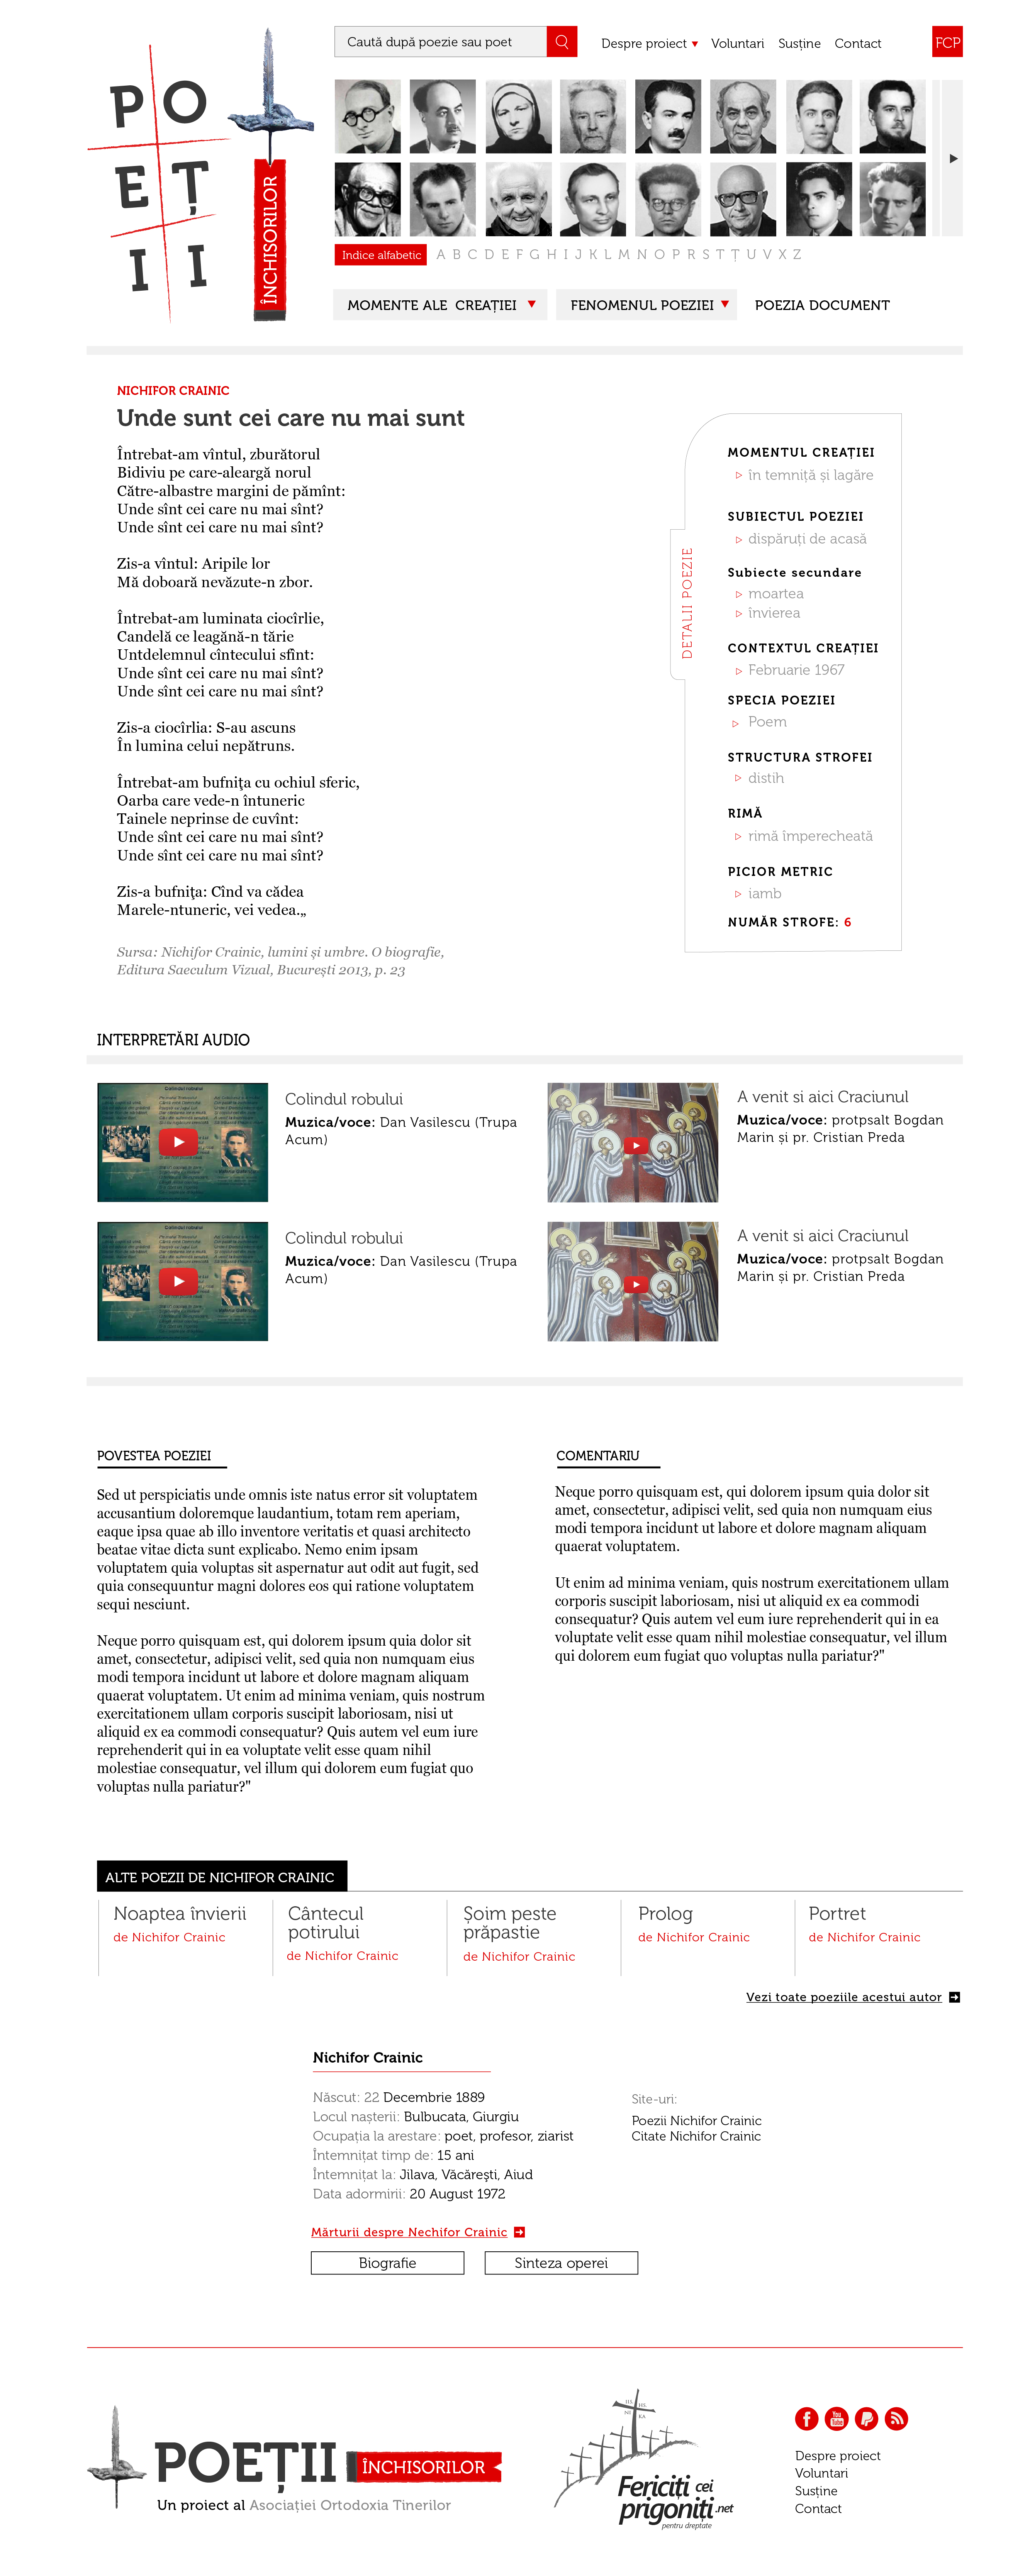 POEȚII
ÎNCHISORILOR
Caută după poezie sau poet
Despre proiect
Voluntari
Susține
Contact
FCP
Indice alfabetic
A B C D E F G H I J K L M N O P R S T Ț U V X Z
MOMENTE ALE CREAȚIEI
FENOMENUL POEZIEI
POEZIA DOCUMENT
NICHIFOR CRAINIC
Unde sunt cei care nu mai sunt
Întrebat-am vîntul, zburătorul
Bidiviu pe care-aleargă norul
Către-albastre margini de pămînt:
Unde sînt cei care nu mai sînt?
Unde sînt cei care nu mai sînt?
Zis-a vîntul: Aripile lor
Mă doboară nevăzute-n zbor.
Întrebat-am luminata ciocîrlie,
Candelă ce leagănă-n tărie
Untdelemnul cîntecului sfînt:
Unde sînt cei care nu mai sînt?
Unde sînt cei care nu mai sînt?
Zis-a ciocîrlia: S-au ascuns
În lumina celui nepătruns.
Întrebat-am bufniţa cu ochiul sferic,
Oarba care vede-n întuneric
Tainele neprinse de cuvînt:
Unde sînt cei care nu mai sînt?
Unde sînt cei care nu mai sînt?
Zis-a bufniţa: Cînd va cădea
Marele-ntuneric, vei vedea.„
Sursa: Nichifor Crainic, lumini și umbre. O biografie,
Editura Saeculum Vizual, București 2013, p. 23
DETALII POEZIE
MOMENTUL CREAȚIEI
în temniță și lagăre
SUBIECTUL POEZIEI
dispăruți de acasă
Subiecte secundare
moartea
învierea
CONTEXTUL CREAȚIEI
Februarie 1967
SPECIA POEZIEI
Poem
STRUCTURA STROFEI
distih
RIMĂ
rimă împerecheată
PICIOR METRIC
iamb
NUMĂR STROFE: 6
INTERPRETĂRI AUDIO
Colindul robului
Colindul robului
Muzica/voce: Dan Vasilescu (Trupa
Acum)
A venit si aici Craciunul
Muzica/voce: protpsalt Bogdan
Marin și pr. Cristian Preda
Colindul robului
Colindul robului
Muzica/voce: Dan Vasilescu (Trupa
Acum)
A venit si aici Craciunul
Muzica/voce: protpsalt Bogdan
Marin și pr. Cristian Preda
POVESTEA POEZIEI
Sed ut perspiciatis unde omnis iste natus error sit voluptatem
accusantium doloremque laudantium, totam rem aperiam,
eaque ipsa quae ab illo inventore veritatis et quasi architecto
beatae vitae dicta sunt explicabo. Nemo enim ipsam
voluptatem quia voluptas sit aspernatur aut odit aut fugit, sed
quia consequuntur magni dolores eos qui ratione voluptatem
sequi nesciunt.
Neque porro quisquam est, qui dolorem ipsum quia dolor sit
amet, consectetur, adipisci velit, sed quia non numquam eius
modi tempora incidunt ut labore et dolore magnam aliquam
quaerat voluptatem. Ut enim ad minima veniam, quis nostrum
exercitationem ullam corporis suscipit laboriosam, nisi ut
aliquid ex ea commodi consequatur? Quis autem vel eum iure
reprehenderit qui in ea voluptate velit esse quam nihil
molestiae consequatur, vel illum qui dolorem eum fugiat quo
voluptas nulla pariatur?"
COMENTARIU
Neque porro quisquam est, qui dolorem ipsum quia dolor sit
amet, consectetur, adipisci velit, sed quia non numquam eius
modi tempora incidunt ut labore et dolore magnam aliquam
quaerat voluptatem.
Ut enim ad minima veniam, quis nostrum exercitationem ullam
corporis suscipit laboriosam, nisi ut aliquid ex ea commodi
consequatur? Quis autem vel eum iure reprehenderit qui in ea
voluptate velit esse quam nihil molestiae consequatur, vel illum
qui dolorem eum fugiat quo voluptas nulla pariatur?"
ALTE POEZII DE NICHIFOR CRAINIC
Noaptea învierii
de Nichifor Crainic
Cântecul
potirului
de Nichifor Crainic
Șoim peste
prăpastie
de Nichifor Crainic
Prolog
de Nichifor Crainic
Portret
de Nichifor Crainic
Vezi toate poeziile acestui autor
Nichifor Crainic
Născut: 22 Decembrie 1889
Locul nașterii: Bulbucata, Giurgiu
Ocupația la arestare: poet, profesor, ziarist
Întemnițat timp de: 15 ani
Întemnițat la: Jilava, Văcăreşti, Aiud
Data adormirii: 20 August 1972
Site-uri:
Poezii Nichifor Crainic
Citate Nichifor Crainic
Mărturii despre Nechifor Crainic
Biografie
Sinteza operei
POEȚII
ÎNCHISORILOR
Un proiect al Asociației Ortodoxia Tinerilor
Fericiți cei
prigoniți.net
pentru dreptate
You
Tube
Despre proiect
Voluntari
Susține
Contact